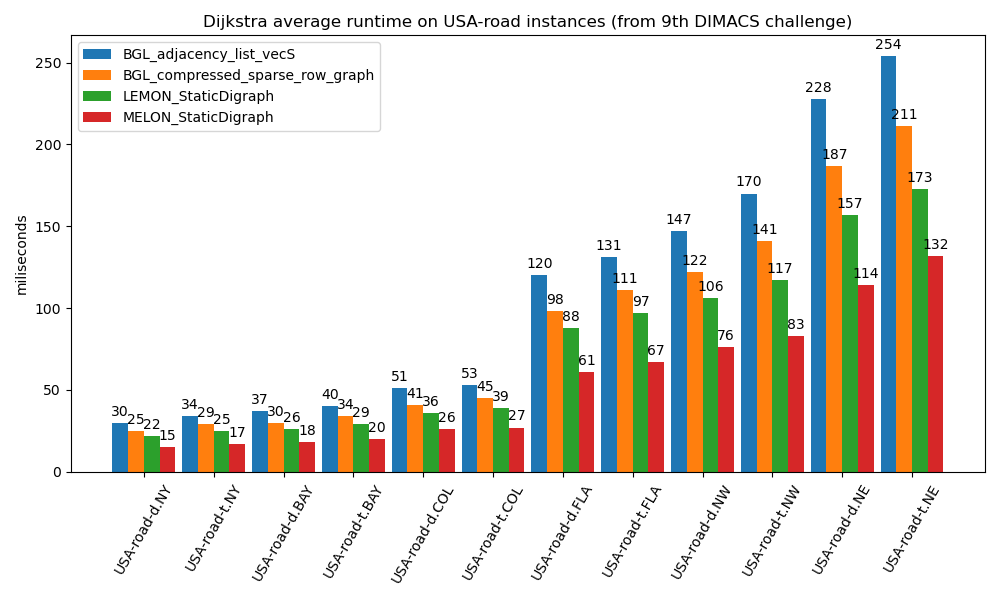 Dijkstra average runtime on USA-road instances (from 9th DIMACS challenge)
BGL_adjacency_list_vecS
BGL_compressed_sparse_row_graph
LEMON_StaticDigraph
MELON_StaticDigraph
miliseconds
250
200
150
100
50
0
30 25 22 15
34 29 25 17
37 30 26 18
40 34 29 20
51 41 36 26
53 45 39 27
120 98 88 61
131 111 97 67
147 122 106 76
170 141 117 83
228 187 157 114
254 211 173 132
USA-road-d.NY
USA-road-t.NY
USA-road-d.BAY
USA-road-t.BAY
USA-road-d.COL
USA-road-t.COL
USA-road-d.FLA
USA-road-t.FLA
USA-road-d.NW
USA-road-t.NW
USA-road-d.NE
USA-road-t.NE